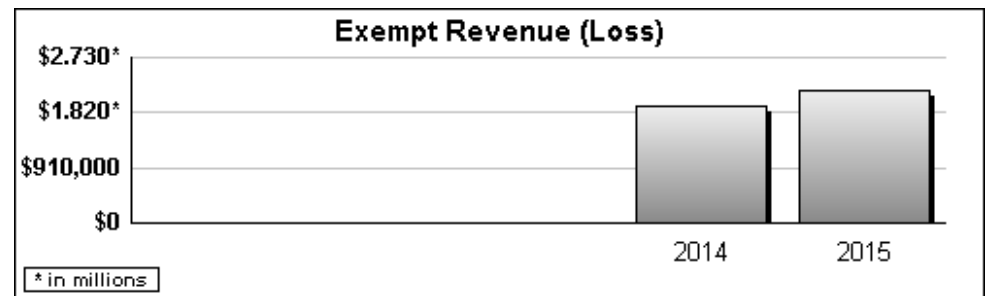 Exempt Revenue (Loss)
$2.730*
$1.820*
$910,000
$0
2014 2015
* in millions